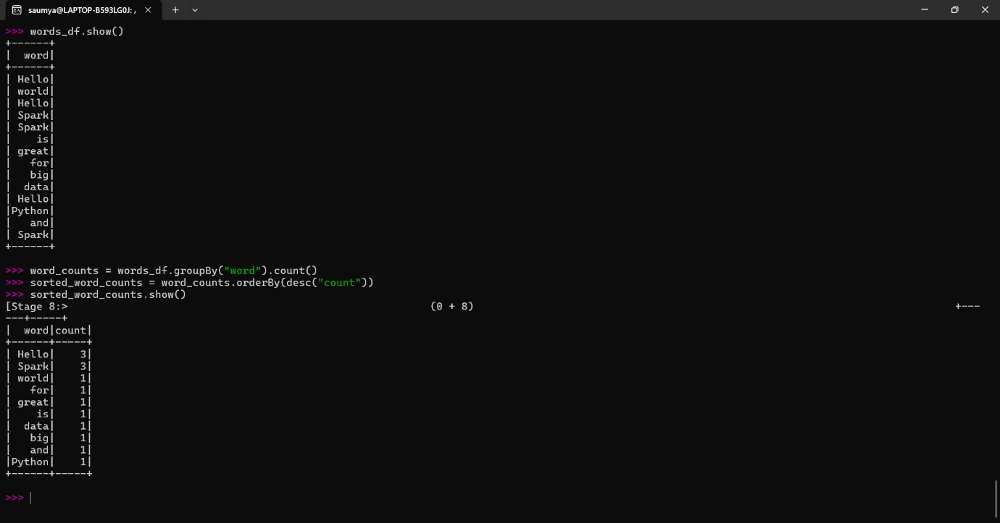 saumya@LAPTOP-B593LG0J: /
>>> words_df.show()
+------+
|  word|
+------+
| Hello|
| world|
| Hello|
| Spark|
| Spark|
|    is|
| great|
|   for|
|   big|
|  data|
| Hello|
|Python|
|   and|
| Spark|
+------+
>>> word_counts = words_df.groupBy("word").count()
>>> sorted_word_counts = word_counts.orderBy(desc("count"))
>>> sorted_word_counts.show()
[Stage 8:>                                                          (0 + 8)                                                                             +---
---+-----+
|  word|count|
+------+-----+
| Hello|    3|
| Spark|    3|
| world|    1|
|   for|    1|
| great|    1|
|    is|    1|
|  data|    1|
|   big|    1|
|   and|    1|
|Python|    1|
+------+-----+
>>>